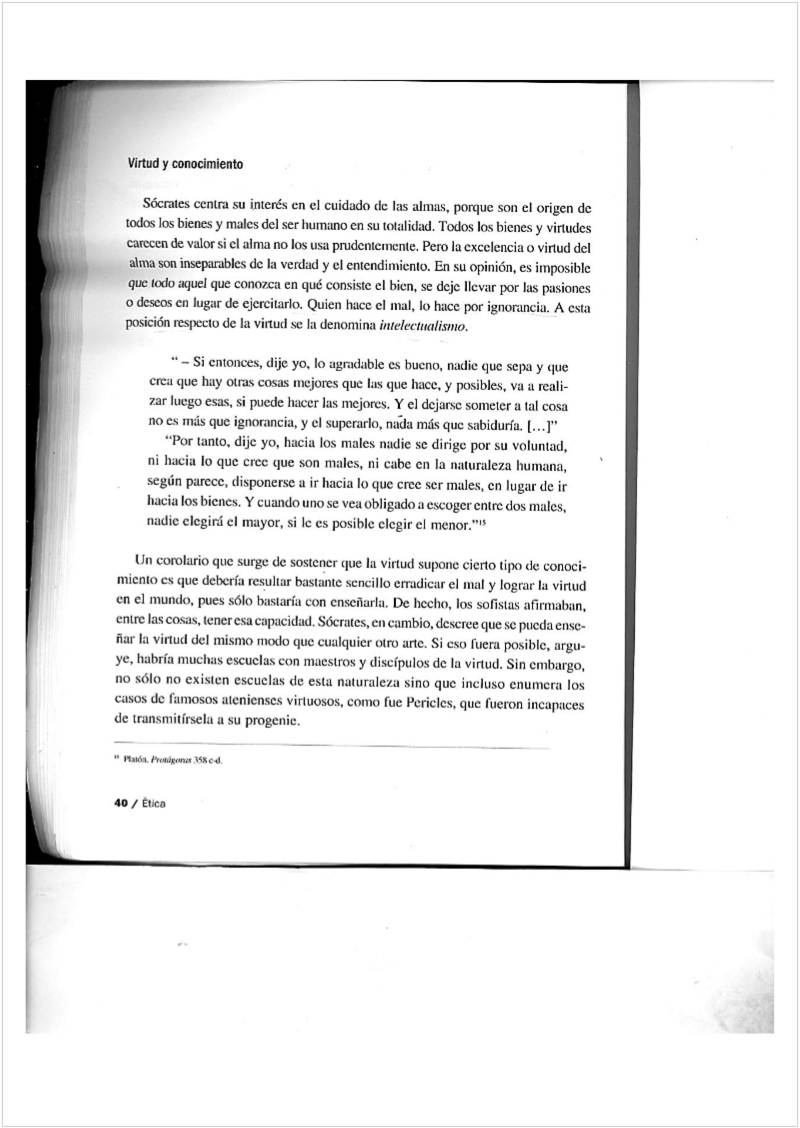 Virtud y conocimiento
Sócrates centra su interés en el cuidado de las almas, porque son el origen de
todos los bienes y males del ser humano en su totalidad. Todos los bienes y virtudes
carecen de valor si el alma no los usa prudentemente. Pero la excelencia o virtud del
alma son inseparables de la verdad y el entendimiento. En su opinión, es imposible
que todo aquel que conozca en qué consiste el bien, se deje llevar por las pasiones
o deseos en lugar de ejercitarlo. Quien hace el mal, lo hace por ignorancia. A esta
posición respecto de la virtud se la denomina intelectualismo.
“ – Si entonces, dije yo, lo agradable es bueno, nadie que sepa y que
crea que hay otras cosas mejores que las que hace, y posibles, va a reali-
zar luego esas, si puede hacer las mejores. Y el dejarse someter a tal cosa
no es más que ignorancia, y el superarlo, nada más que sabiduría. [...]”
“Por tanto, dije yo, hacia los males nadie se dirige por su voluntad,
ni hacia lo que cree que son males, ni cabe en la naturaleza humana,
según parece, disponerse a ir hacia lo que cree ser males, en lugar de ir
hacia los bienes. Y cuando uno se vea obligado a escoger entre dos males,
nadie elegirá el mayor, si le es posible elegir el menor.”¹⁵
Un corolario que surge de sostener que la virtud supone cierto tipo de conoci-
miento es que debería resultar bastante sencillo erradicar el mal y lograr la virtud
en el mundo, pues sólo bastaría con enseñarla. De hecho, los sofistas afirmaban,
entre las cosas, tener esa capacidad. Sócrates, en cambio, descree que se pueda ense-
ñar la virtud del mismo modo que cualquier otro arte. Si eso fuera posible, argu-
ye, habría muchas escuelas con maestros y discípulos de la virtud. Sin embargo,
no sólo no existen escuelas de esta naturaleza sino que incluso enumera los
casos de famosos atenienses virtuosos, como fue Pericles, que fueron incapaces
de transmitírsela a su progenie.
¹⁵ Platón, Protágoras 358 c-d.
40 / Ética